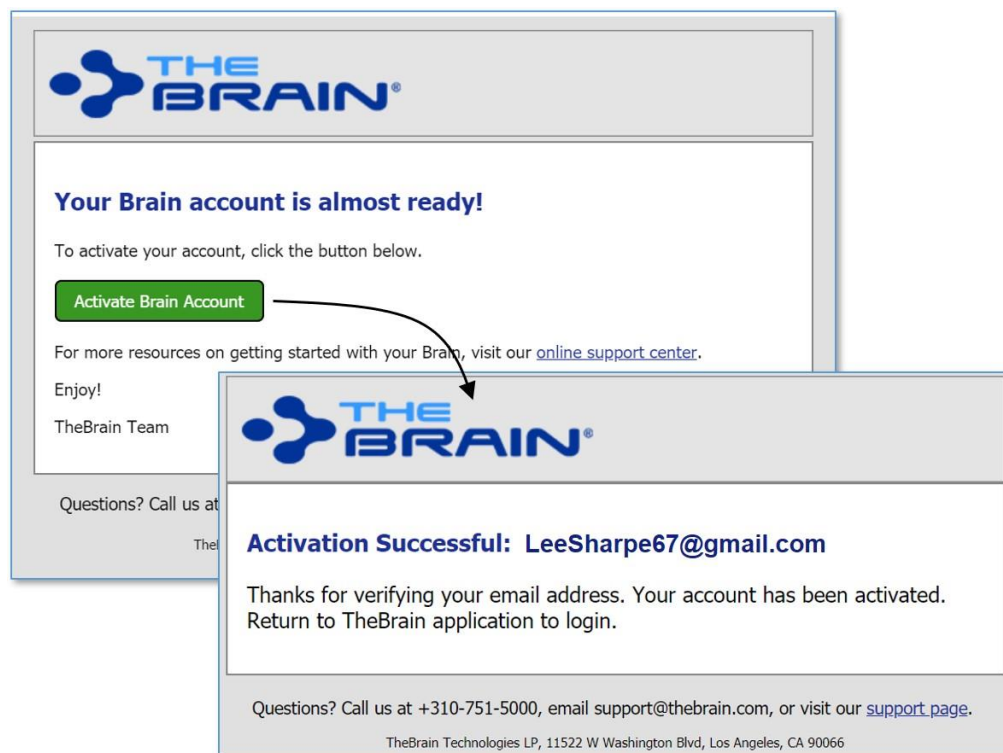 THE
BRAIN®
Your Brain account is almost ready!
To activate your account, click the button below.
Activate Brain Account
For more resources on getting started with your Brain, visit our online support center.
Enjoy!
TheBrain Team
Questions? Call us at
THE
BRAIN®
Activation Successful: LeeSharpe67@gmail.com
Thanks for verifying your email address. Your account has been activated.
Return to TheBrain application to login.
Questions? Call us at +310-751-5000, email support@thebrain.com, or visit our support page.
TheBrain Technologies LP, 11522 W Washington Blvd, Los Angeles, CA 90066